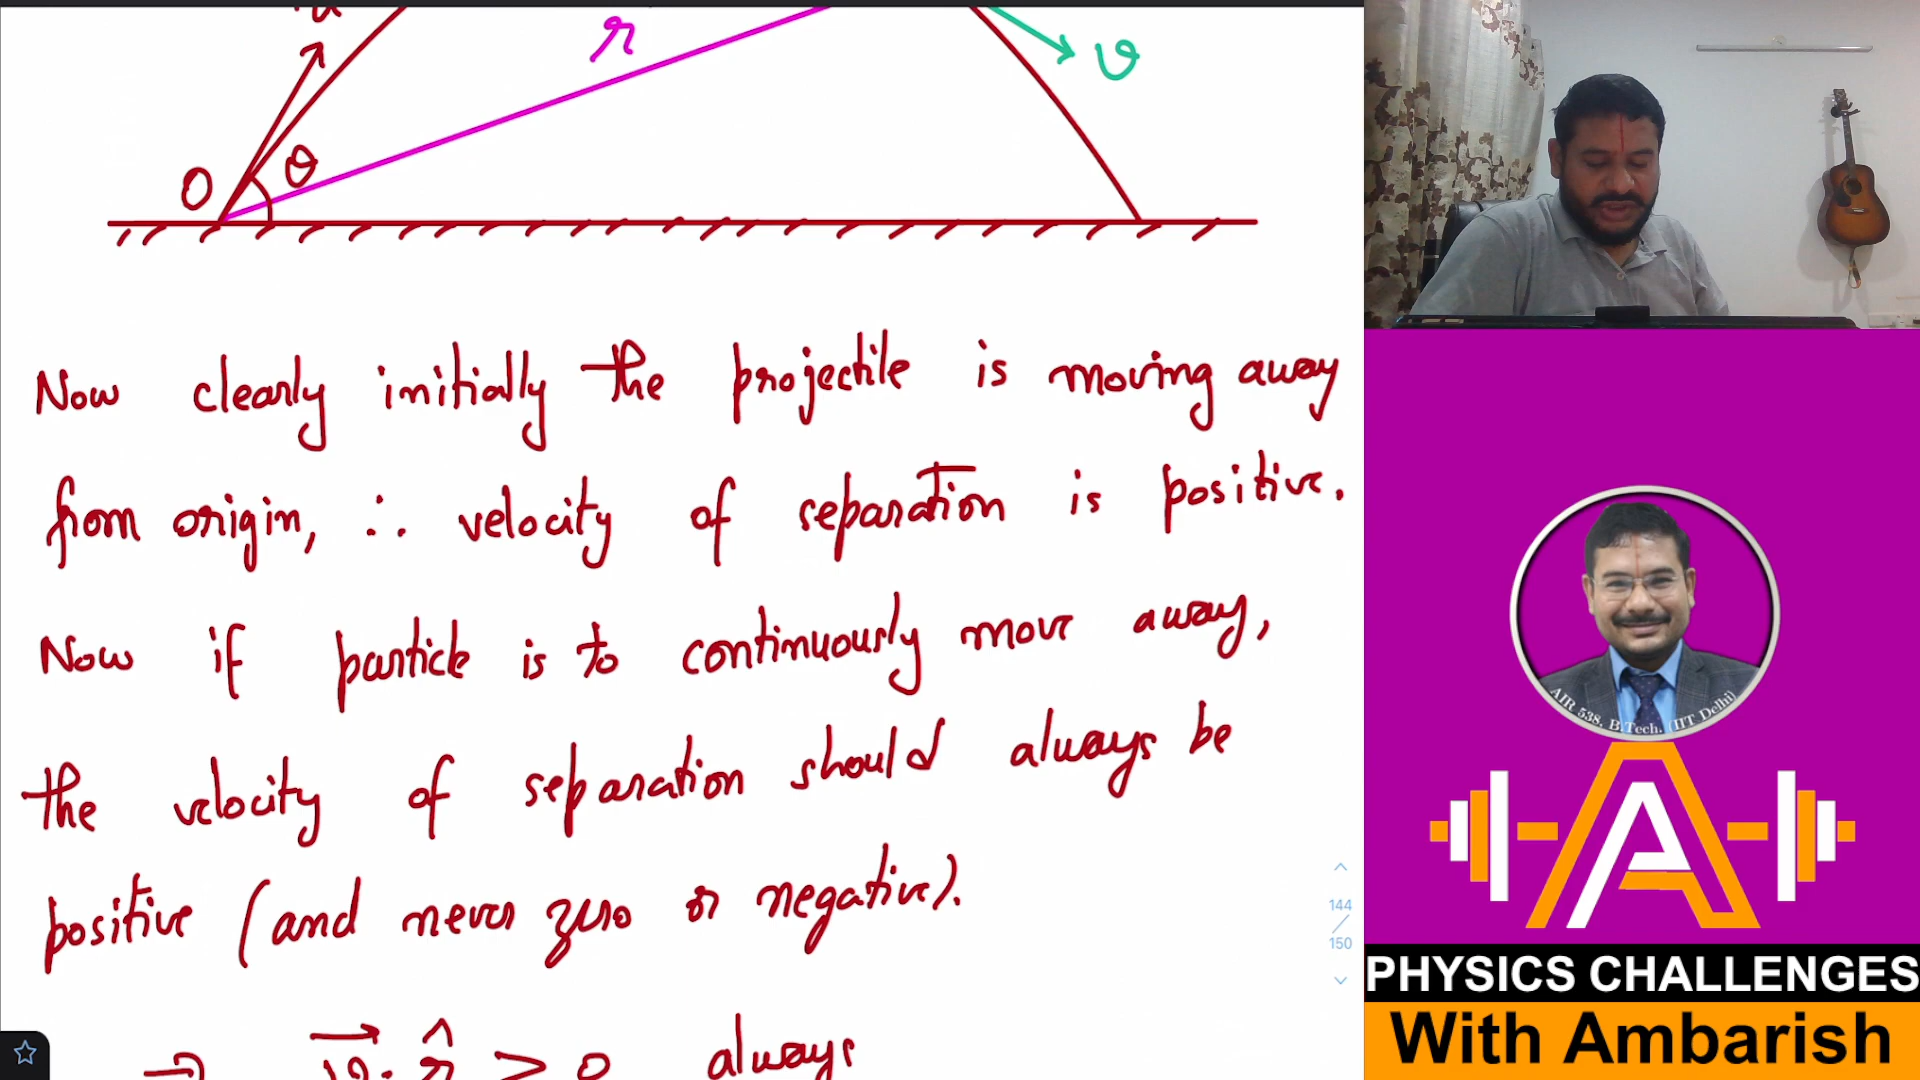 u
r
v
O
θ
Now clearly initially the projectile is moving away
from origin, ∴ velocity of separation is positive.
Now if particle is to continuously move away,
the velocity of separation should always be
positive (and never zero or negative).
⇒ v⃗ . r̂ > 0 always
144
/
150
AIR 538, B.Tech. (IIT Delhi)
A
PHYSICS CHALLENGES
With Ambarish